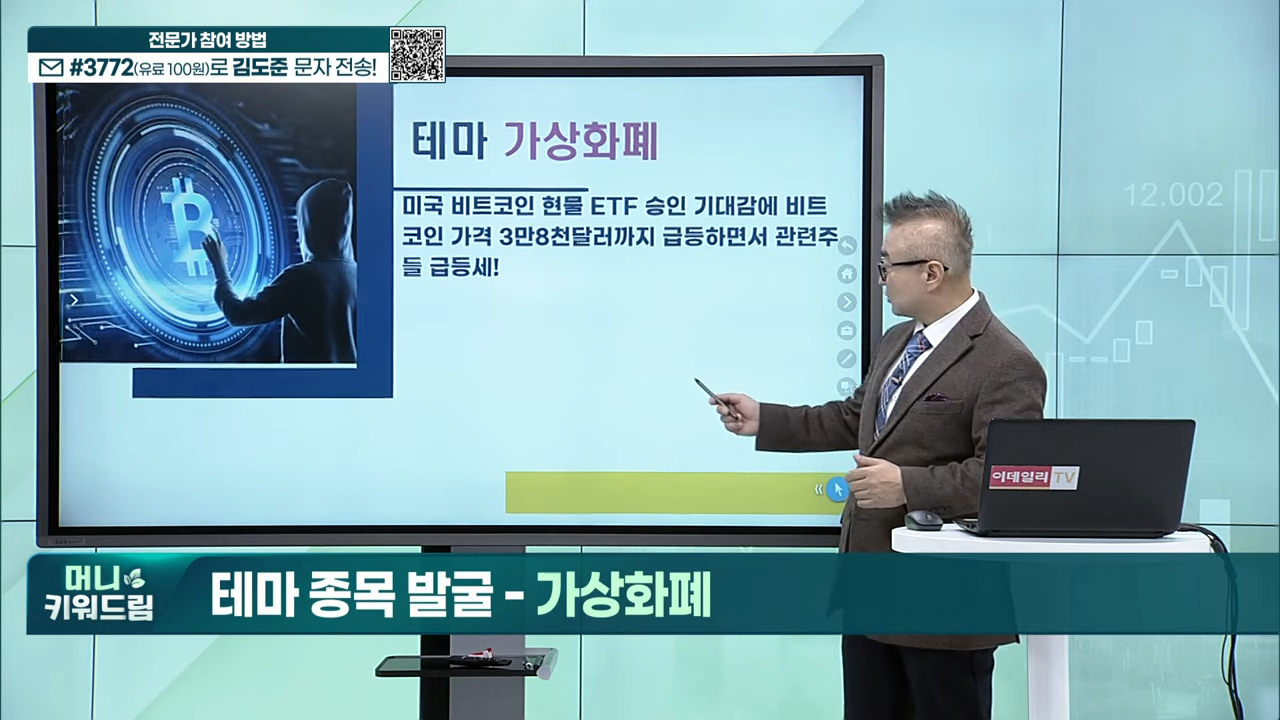 전문가 참여 방법
#3772(유료 100원)로 김도준 문자 전송!
테마 가상화폐
미국 비트코인 현물 ETF 승인 기대감에 비트
코인 가격 3만8천달러까지 급등하면서 관련주
들 급등세!
12.002
이데일리 TV
머니
키워드림
테마 종목 발굴 - 가상화폐